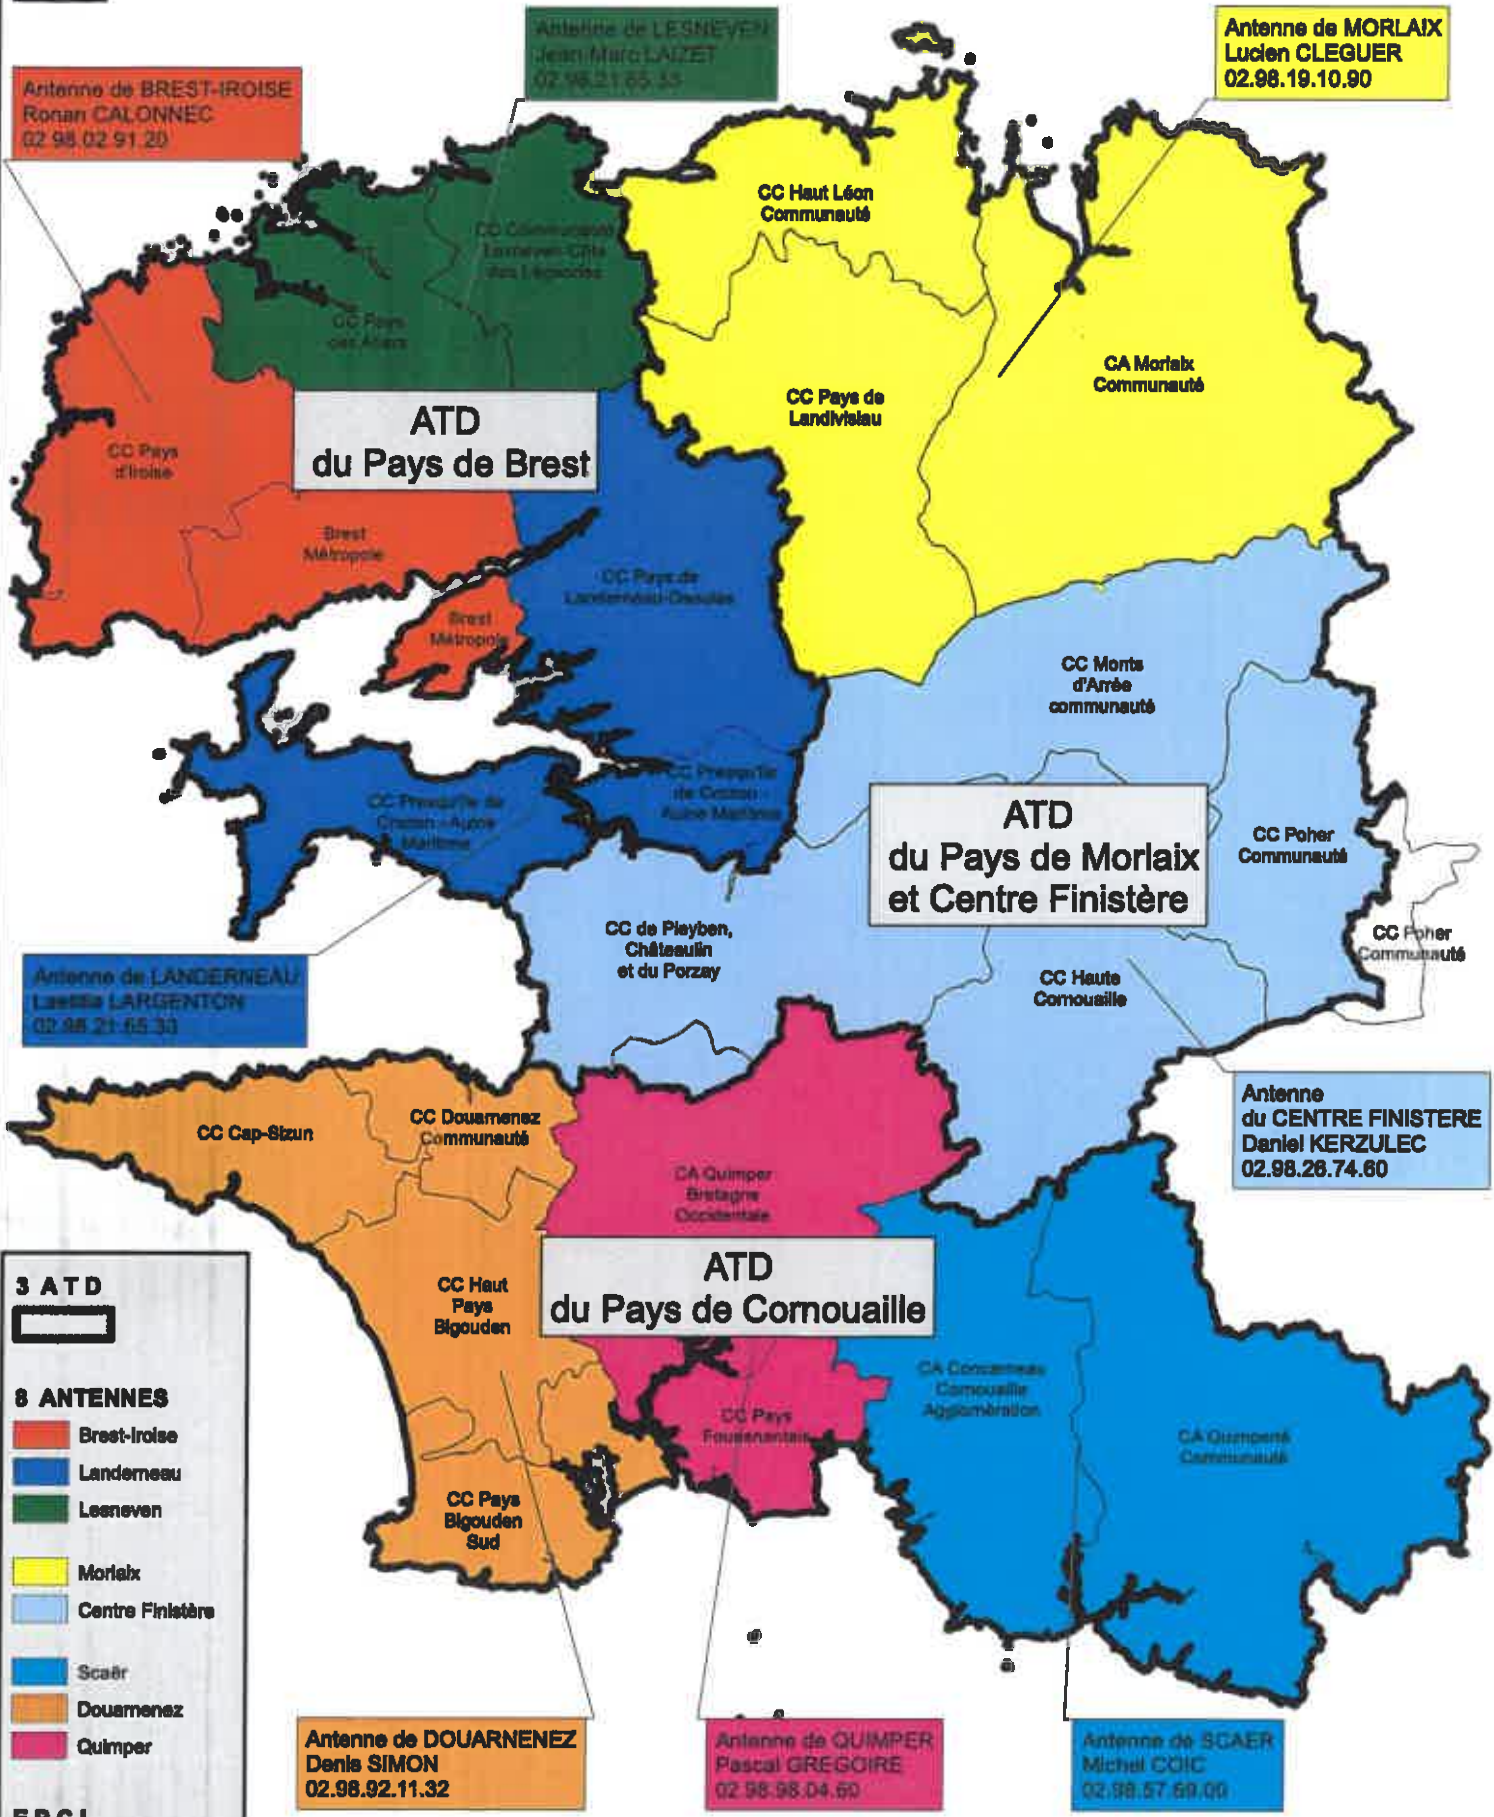 Antenne de LESNEVEN
Jean-Marc LAIZET
02.98.21.65.33
Antenne de MORLAIX
Lucien CLEGUER
02.98.19.10.90
Antenne de BREST-IROISE
Ronan CALONNEC
02 98.02 91.20
CC Haut Léon
Communauté
CC Communauté
Lesneven Côte
des Légendes
CC Pays
des Abers
CA Morlaix
Communauté
CC Pays de
Landivisiau
ATD
du Pays de Brest
CC Pays
d'Iroise
Brest
Métropole
CC Pays de
Landerneau-Daoulas
Brest
Métropole
CC Monts
d'Arrée
communauté
CC Presqu'île
de Crozon -
Aulne Maritime
CC Presqu'île de
Crozon - Aulne
Maritime
ATD
du Pays de Morlaix
et Centre Finistère
CC Poher
Communauté
CC de Pleyben,
Châteaulin
et du Porzay
CC Poher
Communauté
CC Haute
Cornouaille
Antenne de LANDERNEAU
Laetitia LARGENTON
02.98.21.65.33
Antenne
du CENTRE FINISTERE
Daniel KERZULEC
02.98.26.74.60
CC Cap-Sizun
CC Douarnenez
Communauté
CA Quimper
Bretagne
Occidentale
ATD
du Pays de Cornouaille
CC Haut
Pays
Bigouden
CA Concarneau
Cornouaille
Agglomération
CC Pays
Fouesnantais
CA Quimperlé
Communauté
CC Pays
Bigouden
Sud
3 ATD
8 ANTENNES
Brest-Iroise
Landerneau
Lesneven
Morlaix
Centre Finistère
Scaër
Douarnenez
Quimper
EPCI
Antenne de DOUARNENEZ
Denis SIMON
02.98.92.11.32
Antenne de QUIMPER
Pascal GREGOIRE
02.98.98.04.60
Antenne de SCAER
Michel COIC
02.98.57.69.00